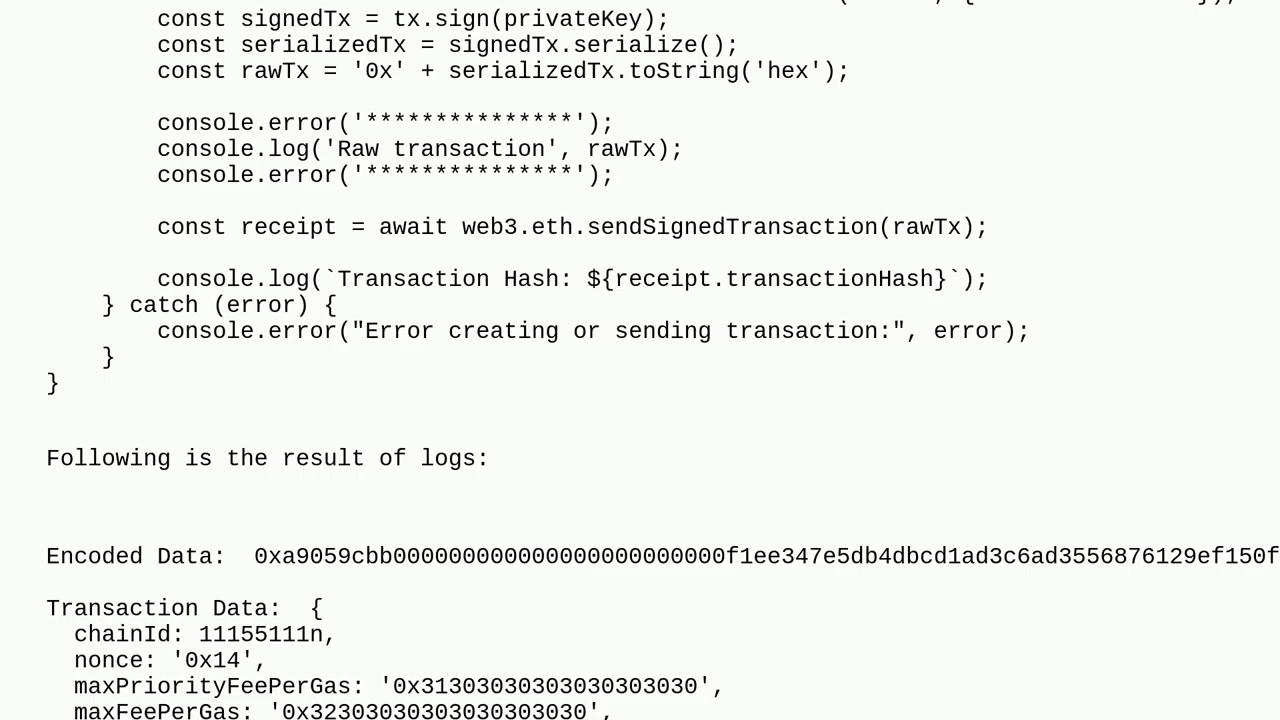 const signedTx = tx.sign(privateKey);
const serializedTx = signedTx.serialize();
const rawTx = '0x' + serializedTx.toString('hex');
console.error('***************');
console.log('Raw transaction', rawTx);
console.error('***************');
const receipt = await web3.eth.sendSignedTransaction(rawTx);
console.log(`Transaction Hash: ${receipt.transactionHash}`);
} catch (error) {
console.error("Error creating or sending transaction:", error);
}
}
Following is the result of logs:
Encoded Data:  0xa9059cbb000000000000000000000000f1ee347e5db4dbcd1ad3c6ad3556876129ef150f
Transaction Data:  {
chainId: 11155111n,
nonce: '0x14',
maxPriorityFeePerGas: '0x31303030303030303030',
maxFeePerGas: '0x32303030303030303030',